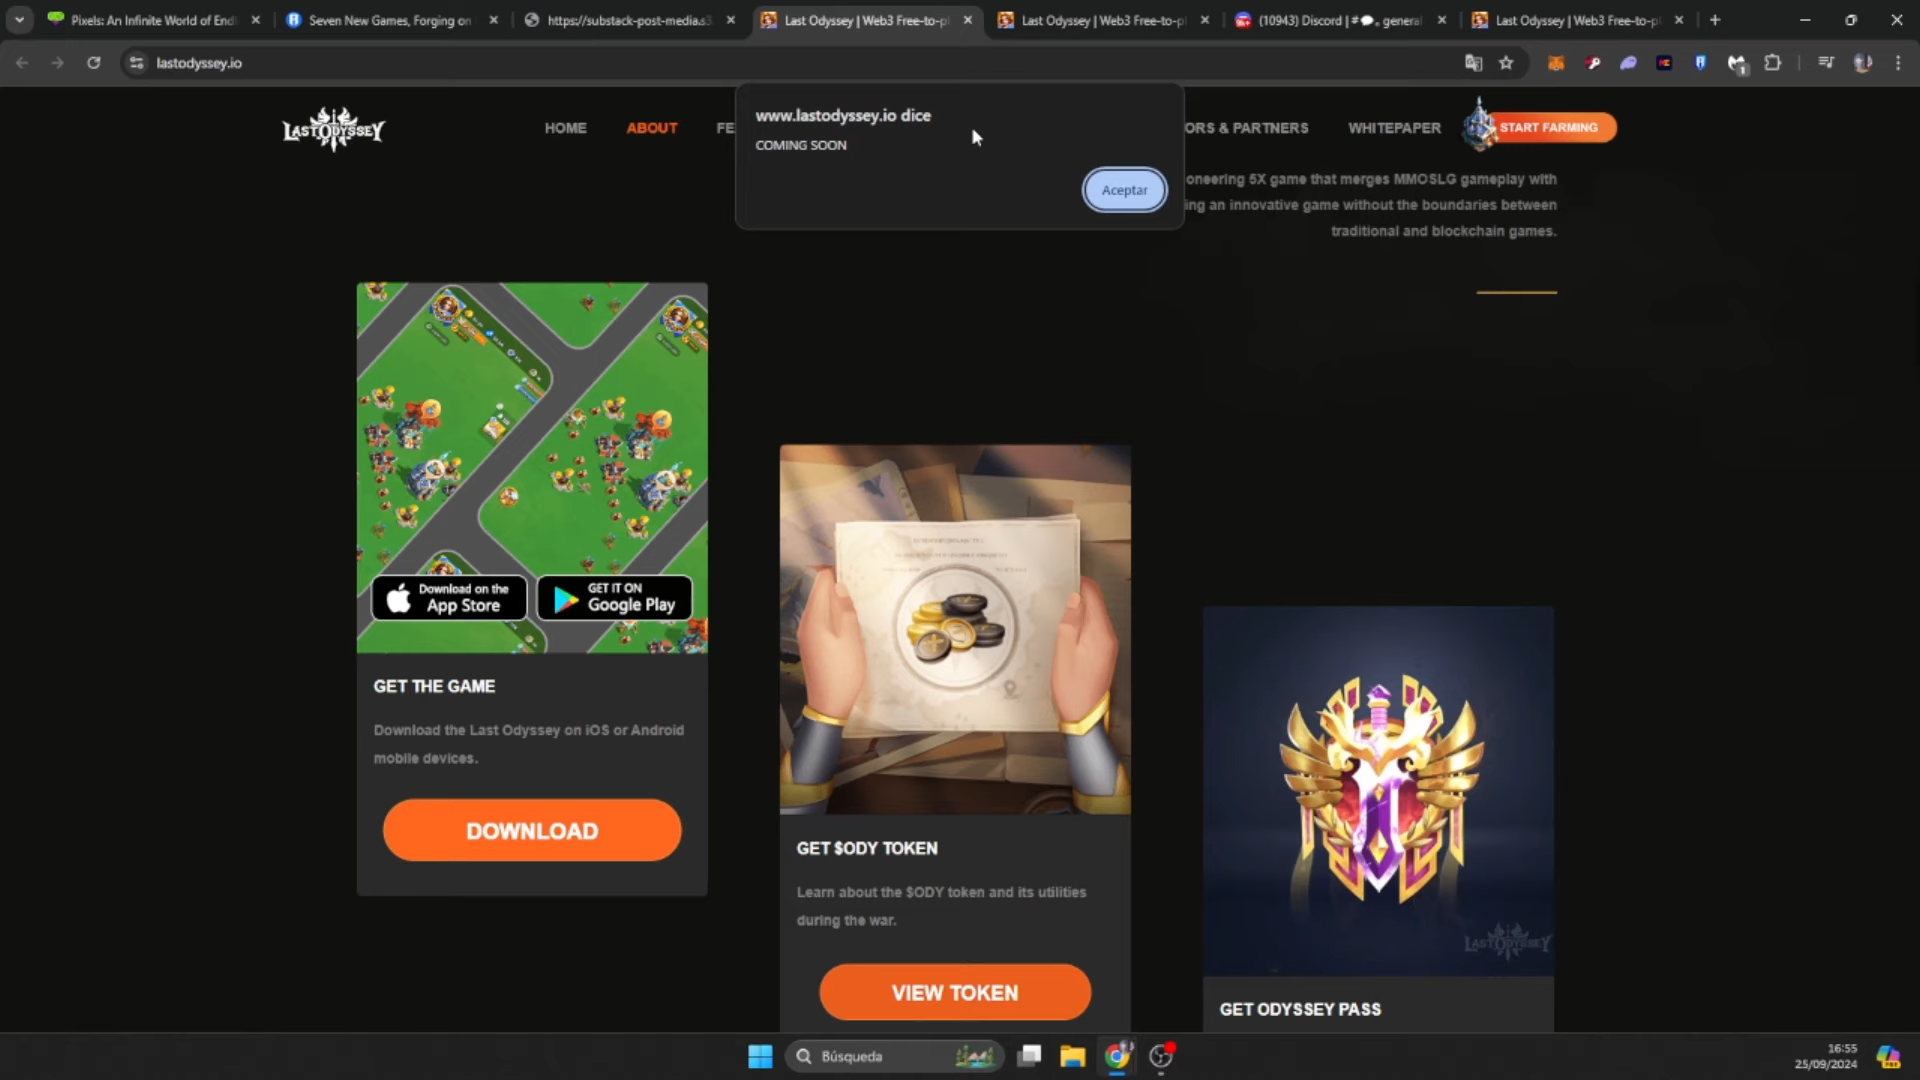 Pixels: An Infinite World of End
Seven New Games, Forging on
https://substack-post-media.s3
Last Odyssey | Web3 Free-to-pl
Last Odyssey | Web3 Free-to-pl
(10943) Discord | # 💬 general
Last Odyssey | Web3 Free-to-pl
lastodyssey.io
LAST ODYSSEY
HOME
ABOUT
FE
ORS & PARTNERS
WHITEPAPER
START FARMING
www.lastodyssey.io dice
COMING SOON
Aceptar
oneering 5X game that merges MMOSLG gameplay with
ing an innovative game without the boundaries between
traditional and blockchain games.
Download on the
App Store
GET IT ON
Google Play
GET THE GAME
Download the Last Odyssey on iOS or Android
mobile devices.
DOWNLOAD
GET $ODY TOKEN
Learn about the $ODY token and its utilities
during the war.
VIEW TOKEN
LAST ODYSSEY
GET ODYSSEY PASS
Búsqueda
16:55
25/09/2024